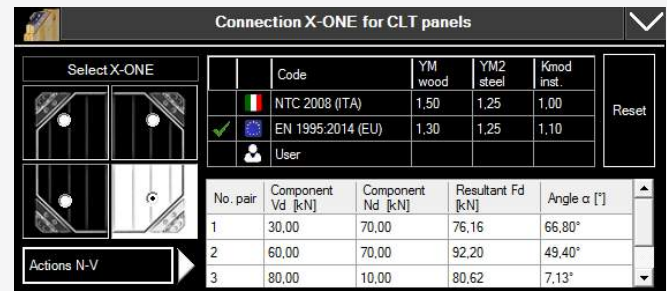 Connection X-ONE for CLT panels
Select X-ONE
Code YM wood YM2 steel Kmod inst.
NTC 2008 (ITA) 1,50 1,25 1,00
EN 1995:2014 (EU) 1,30 1,25 1,10
User
Reset
No. pair Component Vd [kN] Component Nd [kN] Resultant Fd [kN] Angle α [°]
1 30,00 70,00 76,16 66,80°
2 60,00 70,00 92,20 49,40°
3 80,00 10,00 80,62 7,13°
Actions N-V